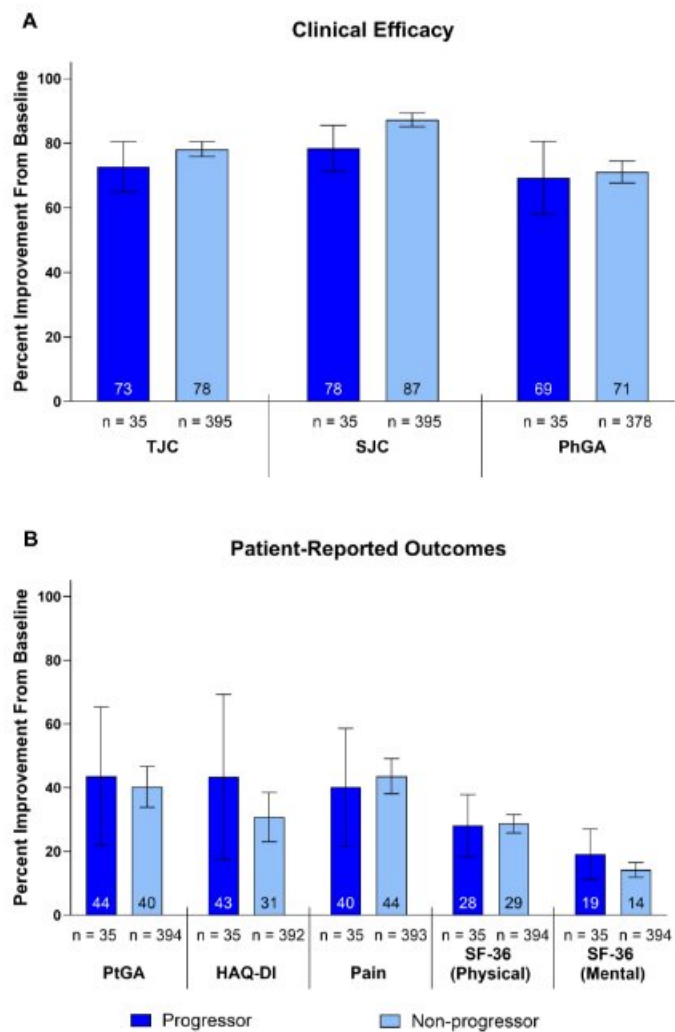 A
Clinical Efficacy
Percent Improvement From Baseline
100
80
60
40
20
0
73 78 78 87 69 71
n = 35 n = 395 n = 35 n = 395 n = 35 n = 378
TJC SJC PhGA
B
Patient-Reported Outcomes
Percent Improvement From Baseline
100
80
60
40
20
0
44 40 43 31 40 44 28 29 19 14
n = 35 n = 394 n = 35 n = 392 n = 35 n = 393 n = 35 n = 394 n = 35 n = 394
PtGA HAQ-DI Pain SF-36 (Physical) SF-36 (Mental)
Progressor Non-progressor